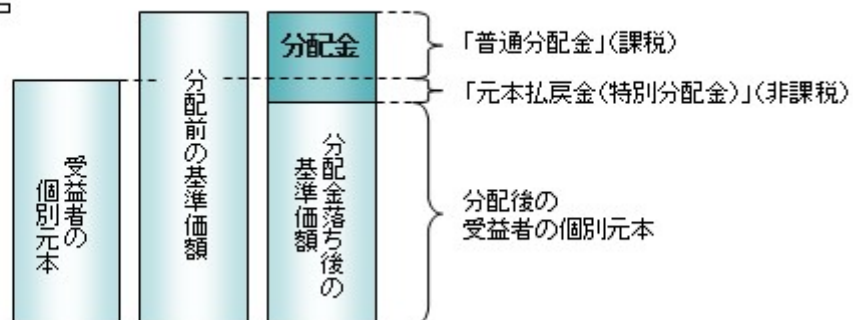 受益者の
個別元本
分配前の基準価額
分配金
分配金落ち後の
基準価額
「普通分配金」(課税)
「元本払戻金(特別分配金)」(非課税)
分配後の
受益者の個別元本